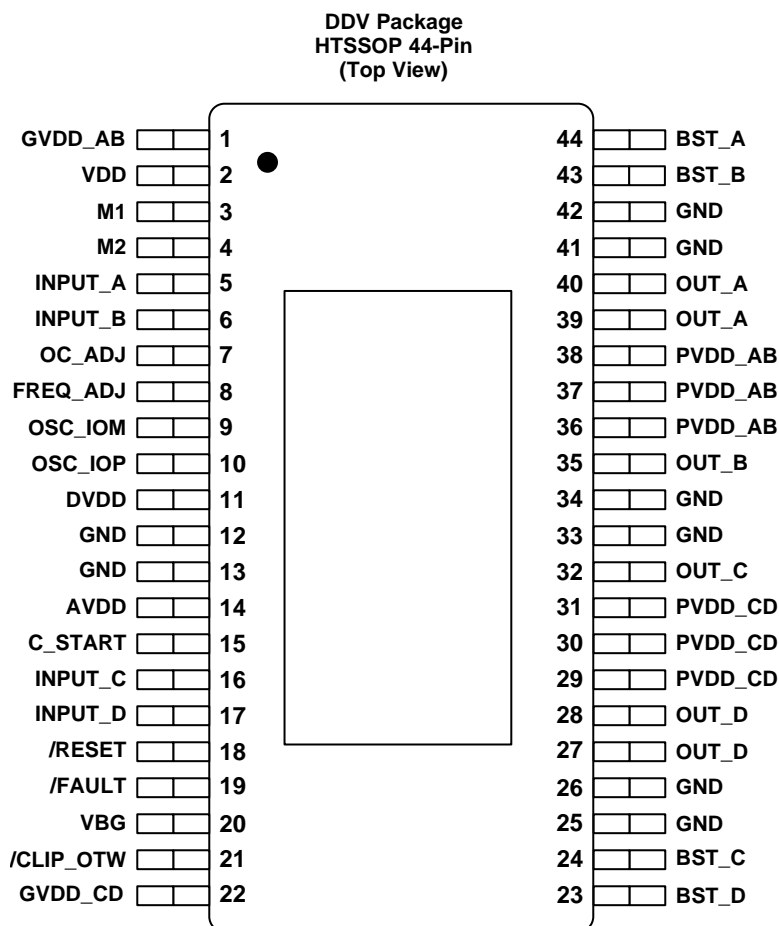 DDV Package
HTSSOP 44-Pin
(Top View)
GVDD_AB 1 44 BST_A
VDD 2 43 BST_B
M1 3 42 GND
M2 4 41 GND
INPUT_A 5 40 OUT_A
INPUT_B 6 39 OUT_A
OC_ADJ 7 38 PVDD_AB
FREQ_ADJ 8 37 PVDD_AB
OSC_IOM 9 36 PVDD_AB
OSC_IOP 10 35 OUT_B
DVDD 11 34 GND
GND 12 33 GND
GND 13 32 OUT_C
AVDD 14 31 PVDD_CD
C_START 15 30 PVDD_CD
INPUT_C 16 29 PVDD_CD
INPUT_D 17 28 OUT_D
/RESET 18 27 OUT_D
/FAULT 19 26 GND
VBG 20 25 GND
/CLIP_OTW 21 24 BST_C
GVDD_CD 22 23 BST_D